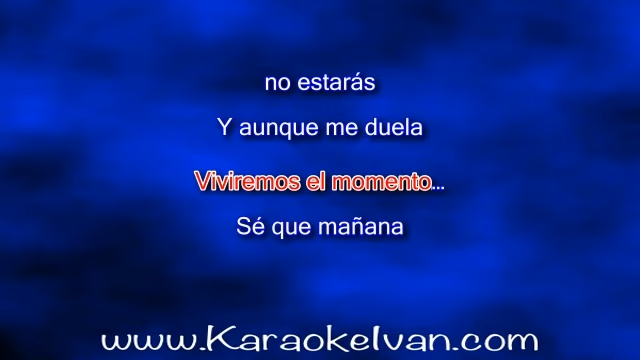 no estarás
Y aunque me duela
Viviremos el momento...
Sé que mañana
www.KaraokeIvan.com